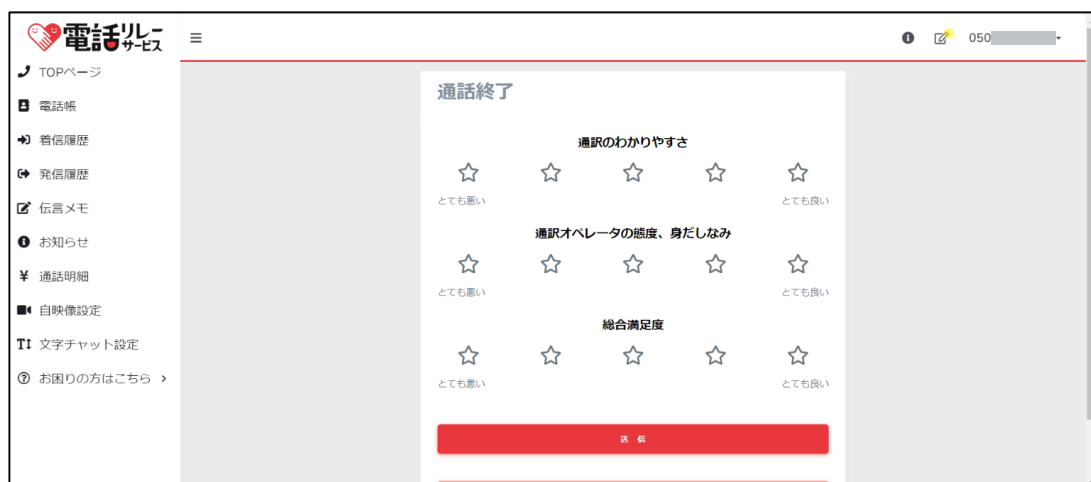 電話リレーサービス
050
TOPページ
電話帳
着信履歴
発信履歴
伝言メモ
お知らせ
通話明細
自映像設定
文字チャット設定
お困りの方はこちら
通話終了
通訳のわかりやすさ
とても悪い とても良い
通訳オペレータの態度、身だしなみ
とても悪い とても良い
総合満足度
とても悪い とても良い
送 信